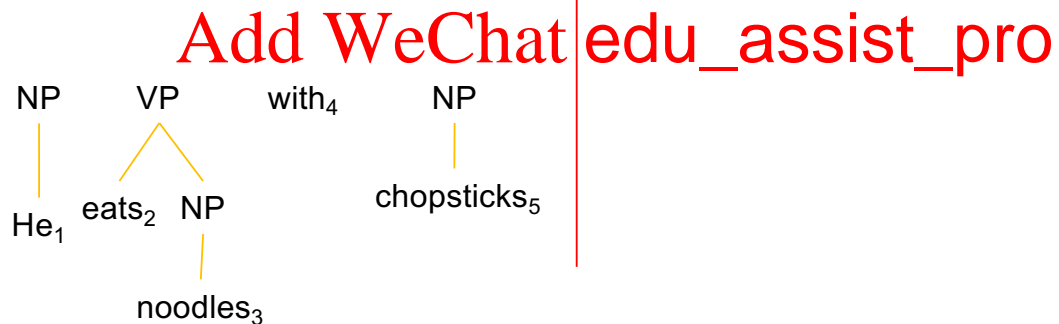 Add WeChat edu_assist_pro
NP VP with₄ NP
He₁ eats₂ NP chopsticks₅
noodles₃